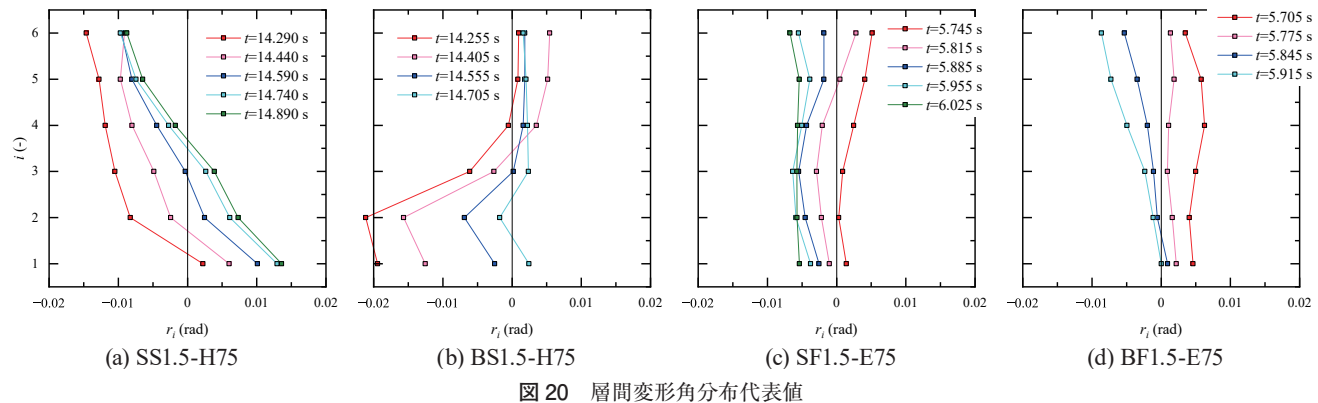 6
5
4
3
2
1
i (-)
−0.02
−0.01
0
0.01
0.02
r_i (rad)
t=14.290 s
t=14.440 s
t=14.590 s
t=14.740 s
t=14.890 s
(a) SS1.5-H75
−0.02
−0.01
0
0.01
0.02
r_i (rad)
t=14.255 s
t=14.405 s
t=14.555 s
t=14.705 s
(b) BS1.5-H75
−0.02
−0.01
0
0.01
0.02
r_i (rad)
t=5.745 s
t=5.815 s
t=5.885 s
t=5.955 s
t=6.025 s
(c) SF1.5-E75
−0.02
−0.01
0
0.01
0.02
r_i (rad)
t=5.705 s
t=5.775 s
t=5.845 s
t=5.915 s
(d) BF1.5-E75
図 20 層間変形角分布代表値